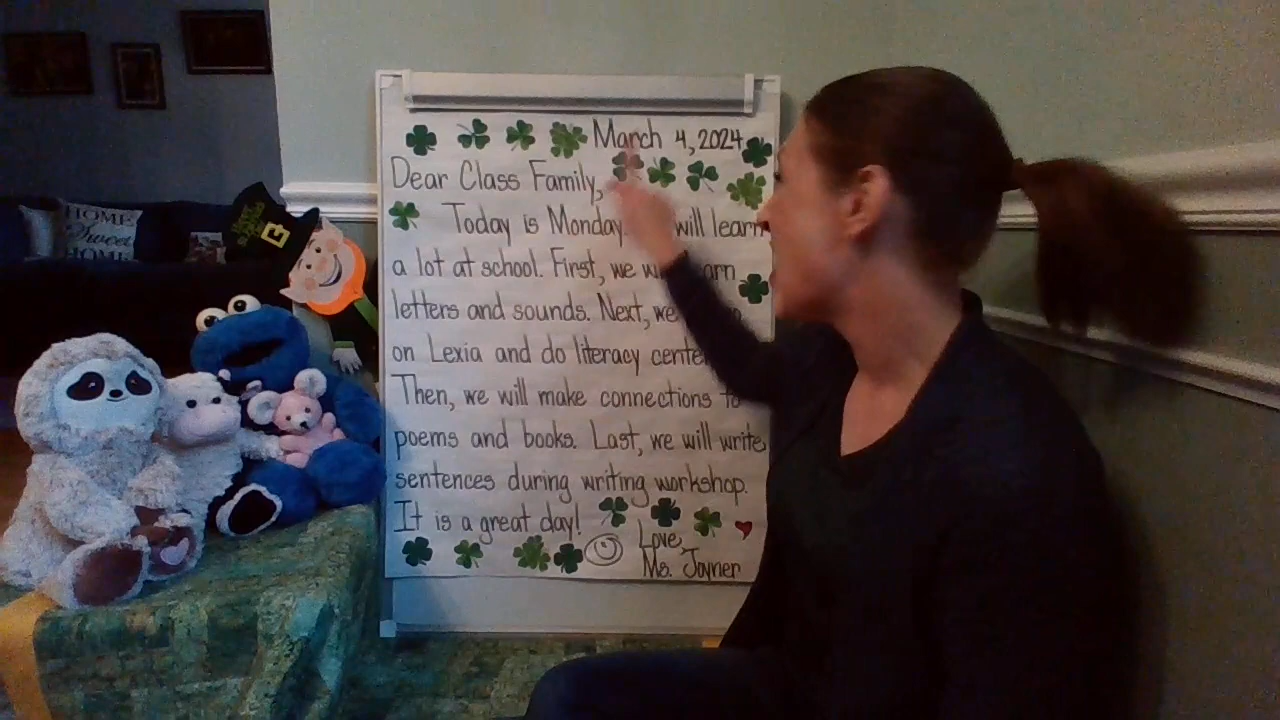 March 4, 2024
Dear Class Family,
Today is Monday. will learn
a lot at school. First, we
letters and sounds. Next, we
on Lexia and do literacy
Then, we will make connections to
poems and books. Last, we will write
sentences during writing workshop.
It is a great day!
Love,
Ms. Joyner
HOME
Sweet
HOME